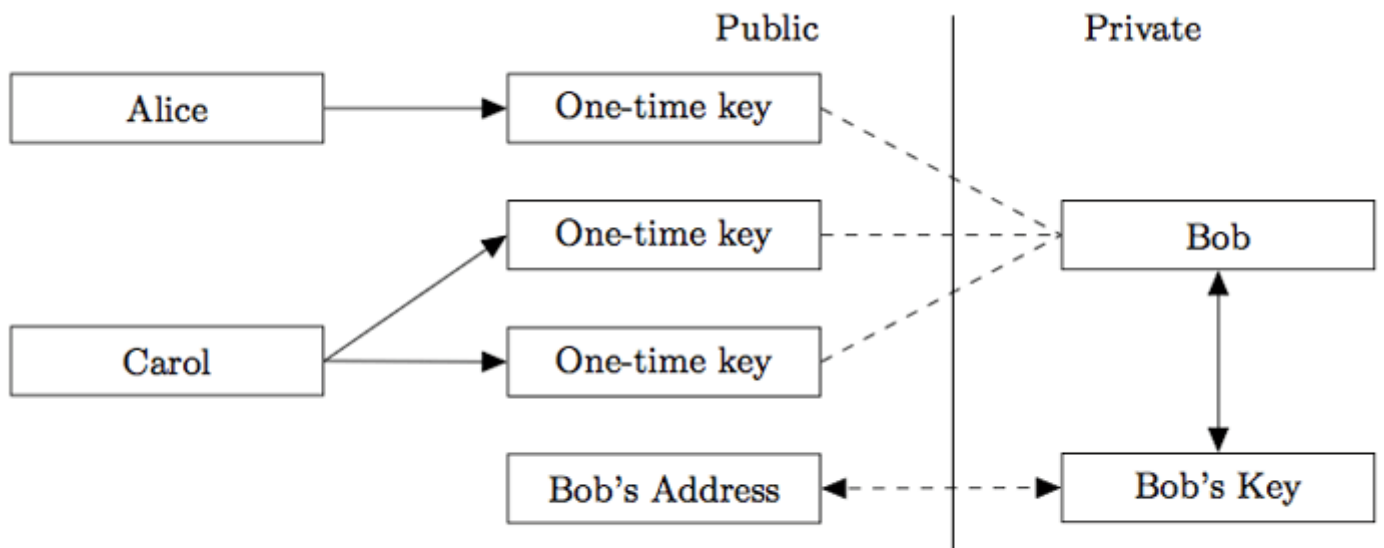 Public
Private
Alice
One-time key
One-time key
Bob
Carol
One-time key
Bob's Address
Bob's Key